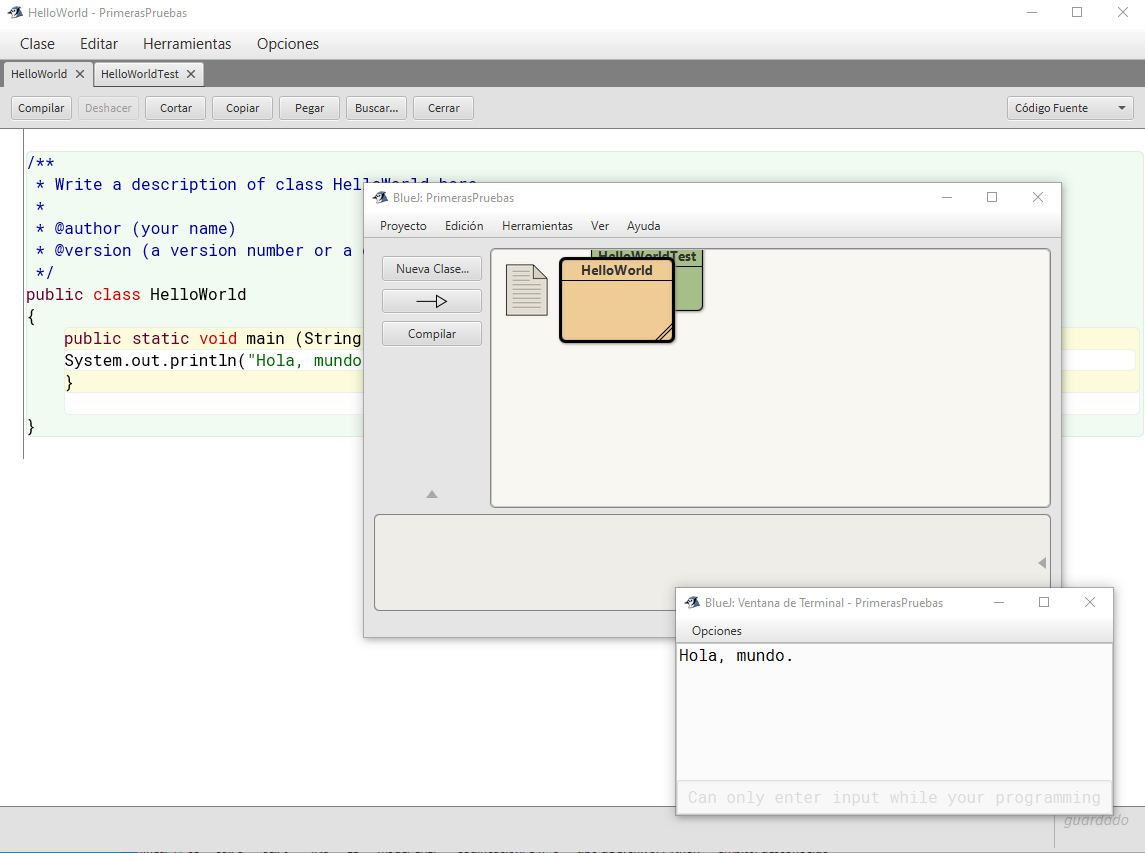 HelloWorld - PrimerasPruebas
Clase Editar Herramientas Opciones
HelloWorld HelloWorldTest
Compilar Deshacer Cortar Copiar Pegar Buscar... Cerrar Código Fuente
/**
* Write a description of class HelloWorld here
*
* @author (your name)
* @version (a version number or a
*/
public class HelloWorld
{
public static void main (String
System.out.println("Hola, mundo
}
}
BlueJ: PrimerasPruebas
Proyecto Edición Herramientas Ver Ayuda
Nueva Clase...
Compilar
HelloWorldTest
HelloWorld
BlueJ: Ventana de Terminal - PrimerasPruebas
Opciones
Hola, mundo.
Can only enter input while your programming
guardado